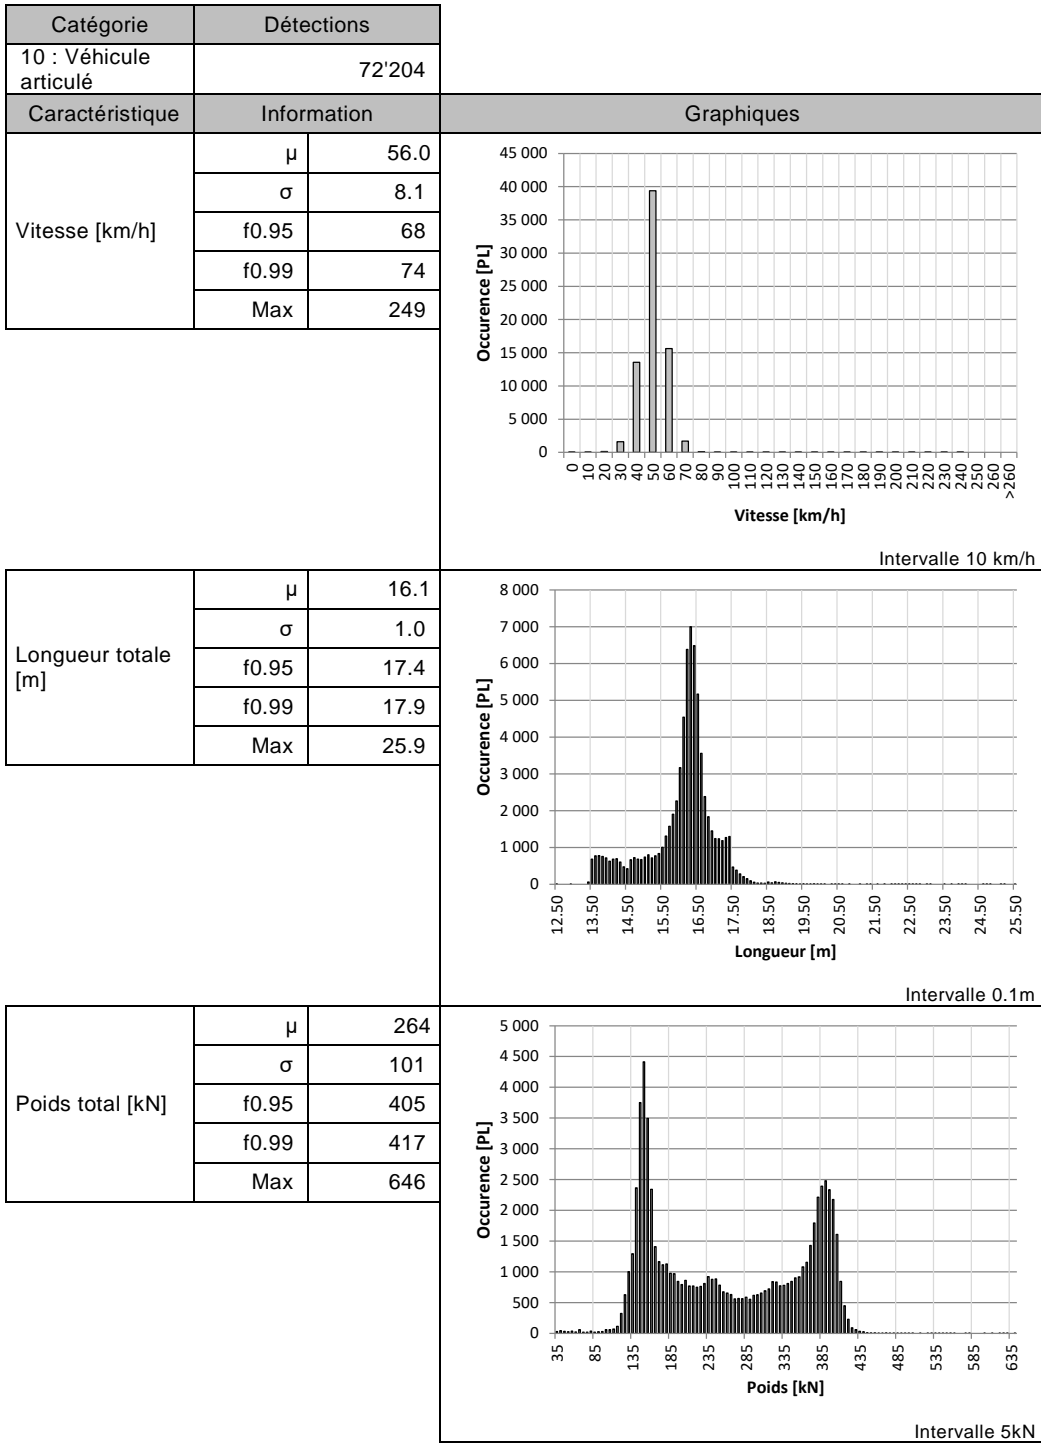 Catégorie Détections
10 : Véhicule
articulé
72'204
Caractéristique Information Graphiques
Vitesse [km/h]
µ 56.0
σ 8.1
f0.95 68
f0.99 74
Max 249
45 000
40 000
35 000
30 000
25 000
20 000
15 000
10 000
5 000
0
Occurence [PL]
0 10 20 30 40 50 60 70 80 90 100 110 120 130 140 150 160 170 180 190 200 210 220 230 240 250 260 >260
Vitesse [km/h]
Intervalle 10 km/h
Longueur totale
[m]
µ 16.1
σ 1.0
f0.95 17.4
f0.99 17.9
Max 25.9
8 000
7 000
6 000
5 000
4 000
3 000
2 000
1 000
0
Occurence [PL]
12.50 13.50 14.50 15.50 16.50 17.50 18.50 19.50 20.50 21.50 22.50 23.50 24.50 25.50
Longueur [m]
Intervalle 0.1m
Poids total [kN]
µ 264
σ 101
f0.95 405
f0.99 417
Max 646
5 000
4 500
4 000
3 500
3 000
2 500
2 000
1 500
1 000
500
0
Occurence [PL]
35 85 135 185 235 285 335 385 435 485 535 585 635
Poids [kN]
Intervalle 5kN